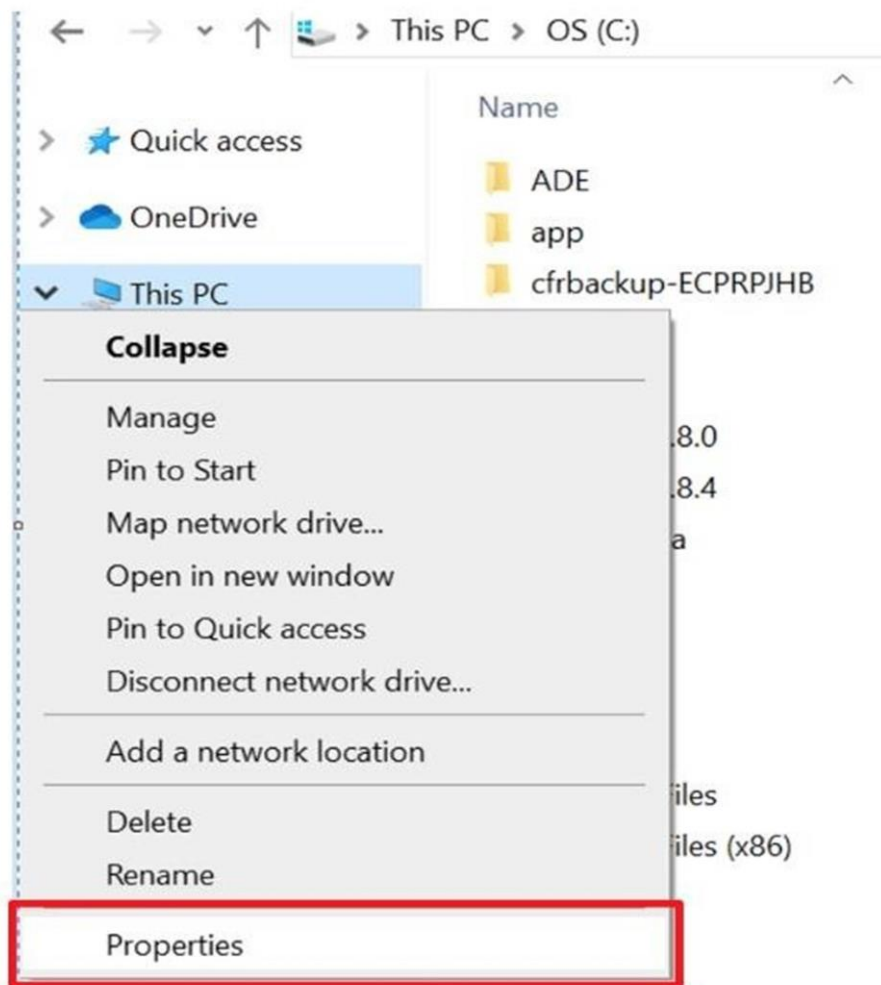 This PC > OS (C:)
Name
Quick access
ADE
OneDrive
app
This PC
cfrbackup-ECPRPJHB
Collapse
Manage
.8.0
Pin to Start
.8.4
Map network drive...
a
Open in new window
Pin to Quick access
Disconnect network drive...
Add a network location
iles
Delete
iles (x86)
Rename
Properties